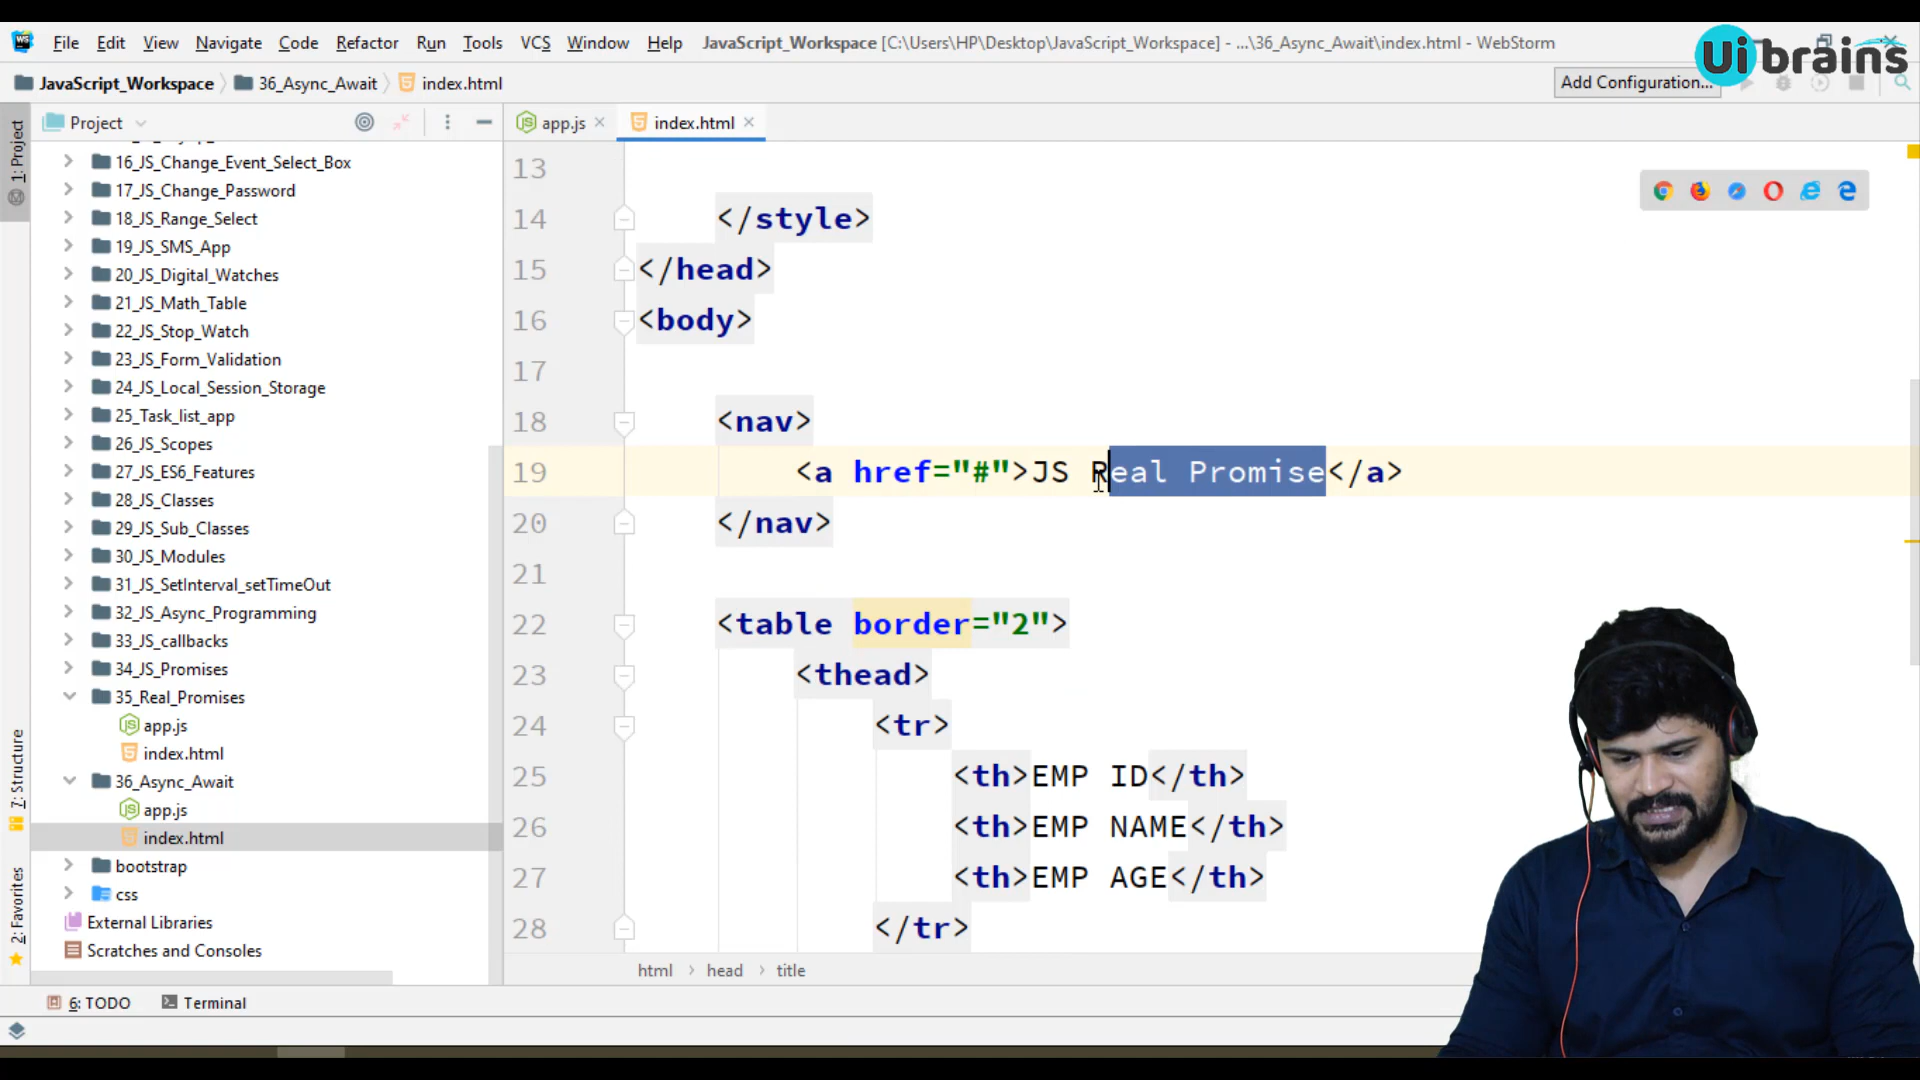 File Edit View Navigate Code Refactor Run Tools VCS Window Help JavaScript_Workspace [C:\Users\HP\Desktop\JavaScript_Workspace] - ...\36_Async_Await\index.html - WebStorm
Ui brains
JavaScript_Workspace 36_Async_Await index.html Add Configuration...
1: Project
Project
app.js index.html
16_JS_Change_Event_Select_Box
17_JS_Change_Password
18_JS_Range_Select
19_JS_SMS_App
20_JS_Digital_Watches
21_JS_Math_Table
22_JS_Stop_Watch
23_JS_Form_Validation
24_JS_Local_Session_Storage
25_Task_list_app
26_JS_Scopes
27_JS_ES6_Features
28_JS_Classes
29_JS_Sub_Classes
30_JS_Modules
31_JS_SetInterval_setTimeOut
32_JS_Async_Programming
33_JS_callbacks
34_JS_Promises
35_Real_Promises
app.js
index.html
36_Async_Await
app.js
index.html
bootstrap
css
External Libraries
Scratches and Consoles
7: Structure
2: Favorites
13
14 </style>
15 </head>
16 <body>
17
18 <nav>
19 <a href="#">JS Real Promise</a>
20 </nav>
21
22 <table border="2">
23 <thead>
24 <tr>
25 <th>EMP ID</th>
26 <th>EMP NAME</th>
27 <th>EMP AGE</th>
28 </tr>
html head title
6: TODO Terminal